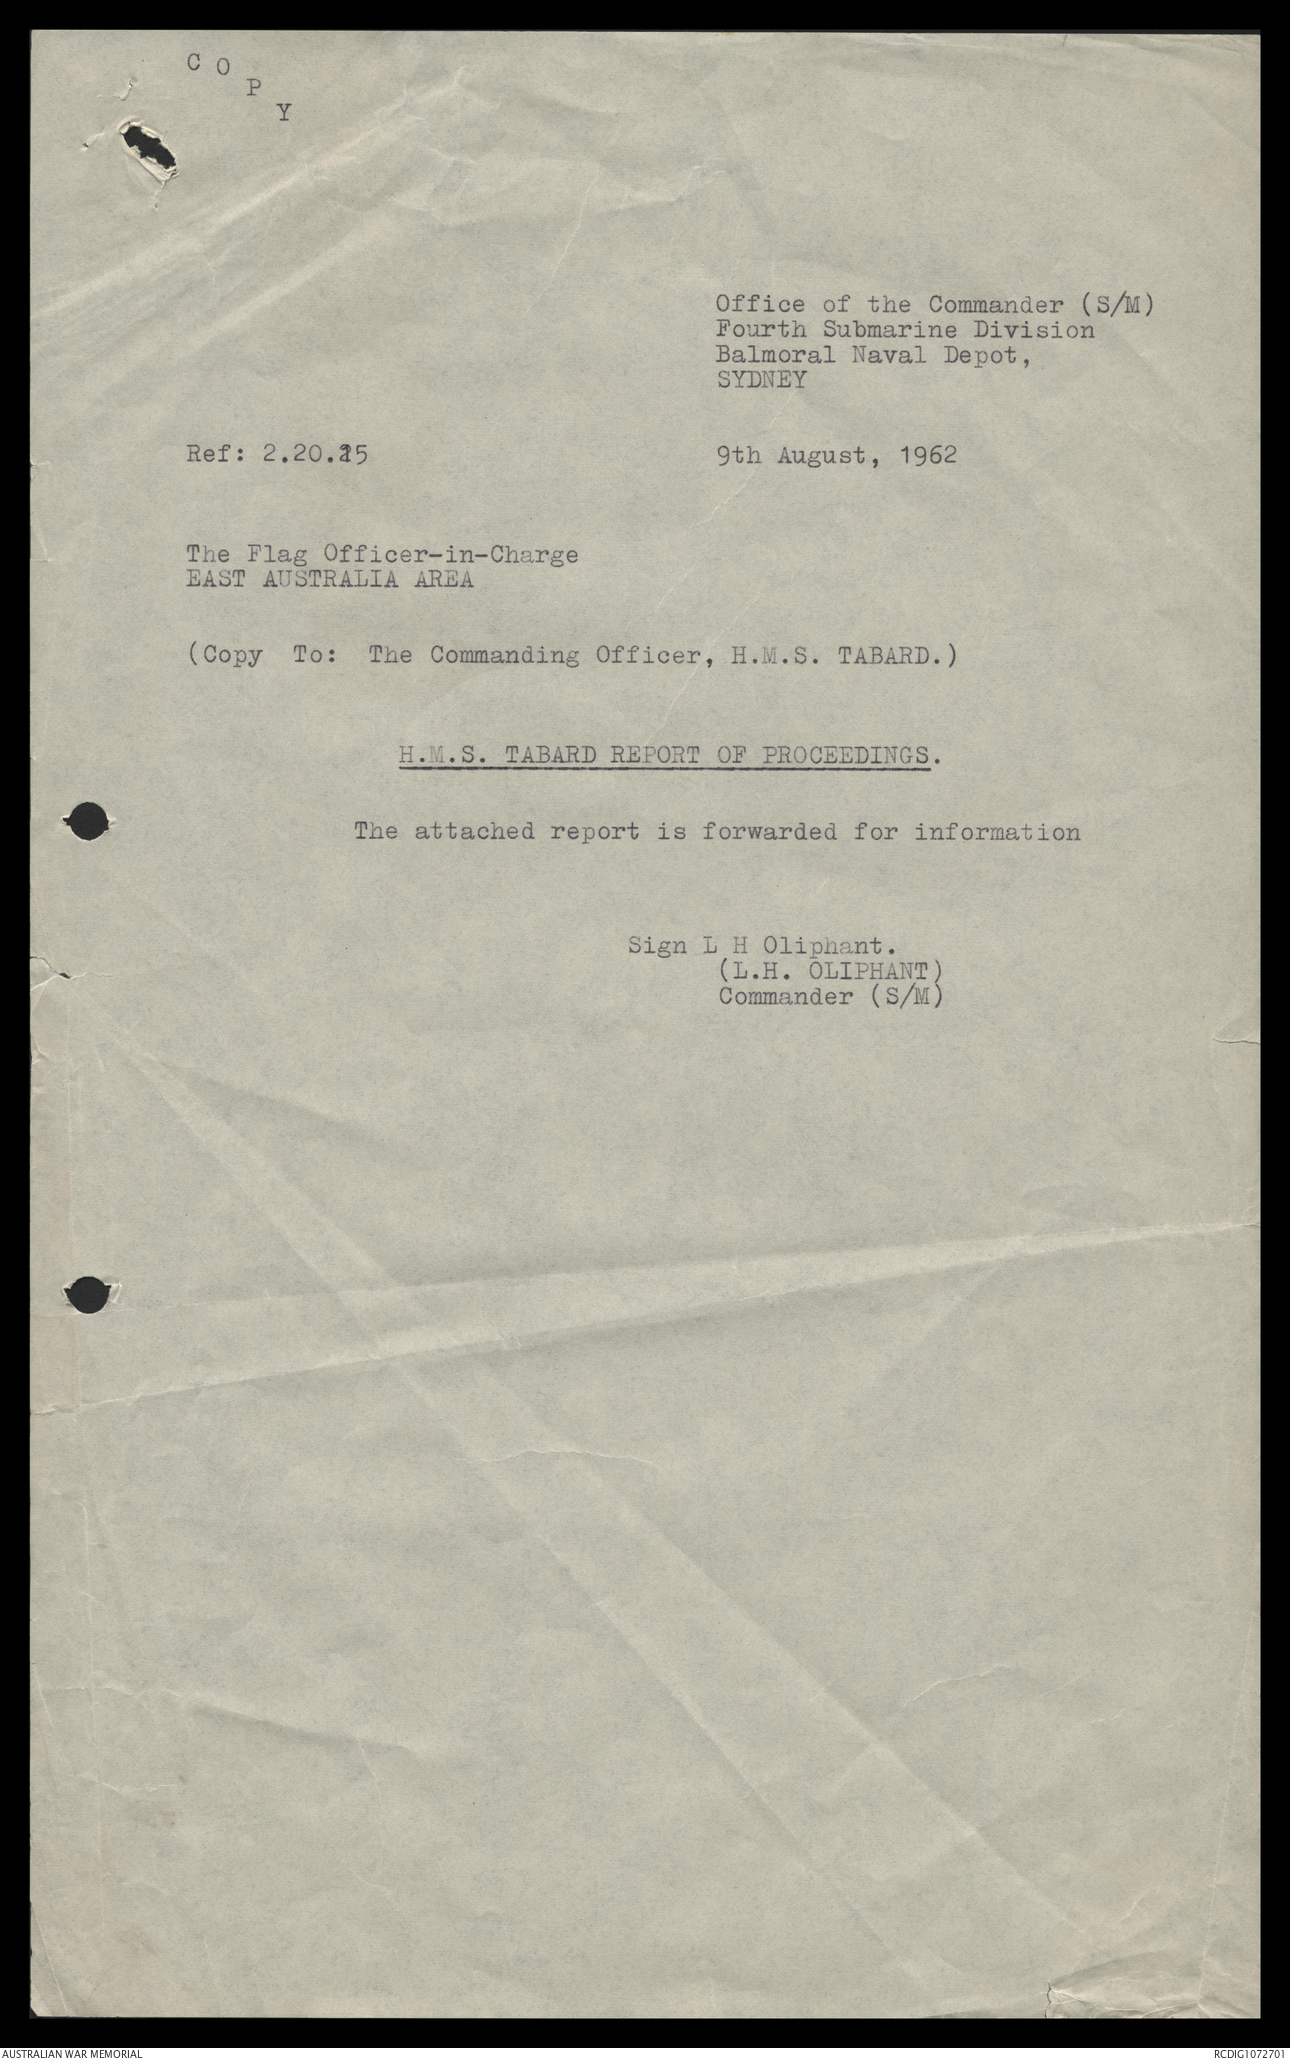 COPY
Office of the Commander (S/M)
Fourth Submarine Division
Balmoral Naval Depot,
SYDNEY
Ref: 2.20.25
9th August, 1962
The Flag Officer-in-Charge
EAST AUSTRALIA AREA
(Copy To: The Commanding Officer, H.M.S. TABARD.)
H.M.S. TABARD REPORT OF PROCEEDINGS.
The attached report is forwarded for information
Sign L H Oliphant.
(L.H. OLIPHANT)
Commander (S/M)
AUSTRALIAN WAR MEMORIAL
RCDIG1072701